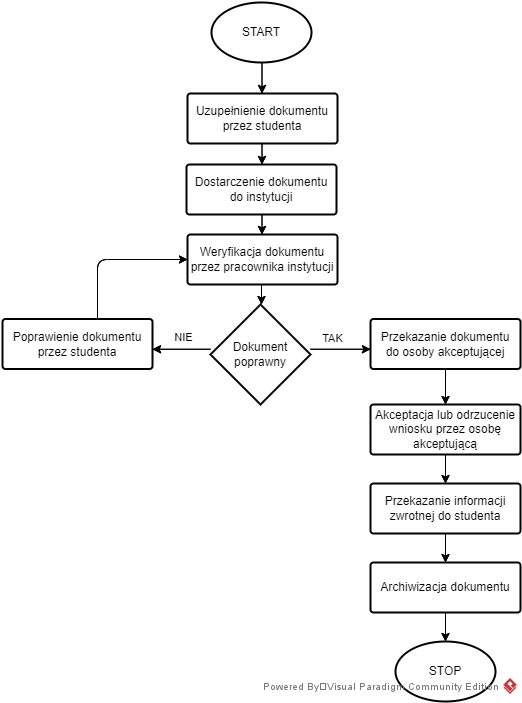 START
Uzupełnienie dokumentu
przez studenta
Dostarczenie dokumentu
do instytucji
Weryfikacja dokumentu
przez pracownika instytucji
Poprawienie dokumentu
przez studenta
NIE
Dokument
poprawny
TAK
Przekazanie dokumentu
do osoby akceptującej
Akceptacja lub odrzucenie
wniosku przez osobę
akceptującą
Przekazanie informacji
zwrotnej do studenta
Archiwizacja dokumentu
STOP
Powered By Visual Paradigm Community Edition